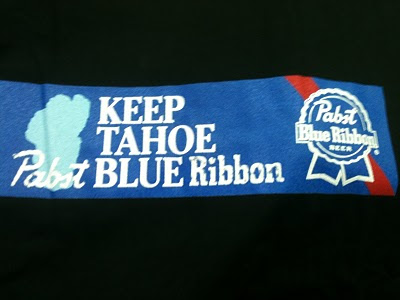 KEEP
TAHOE
Pabst BLUE Ribbon
Pabst
Blue Ribbon
BEER
®